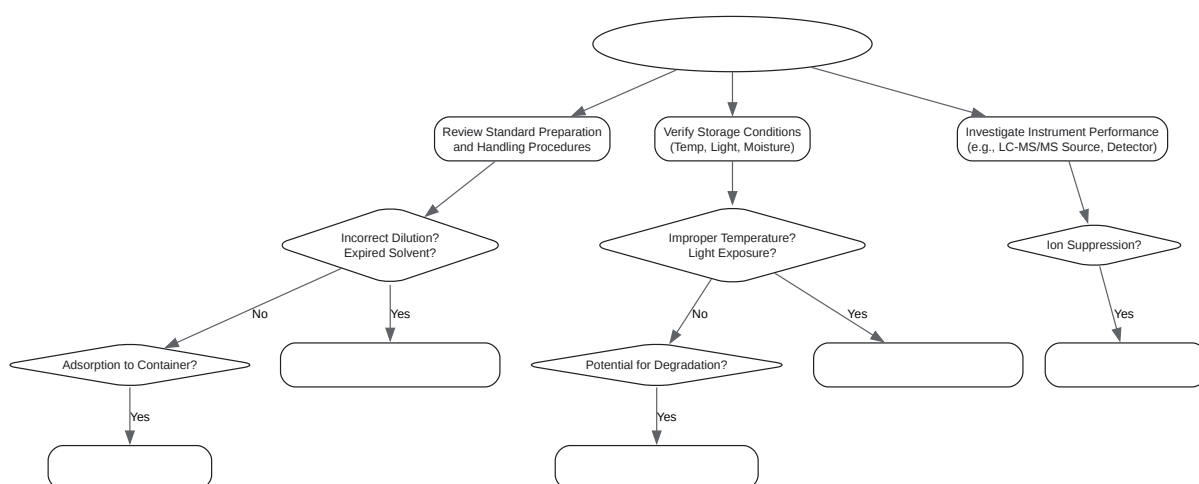 Review Standard Preparation
and Handling Procedures
Verify Storage Conditions
(Temp, Light, Moisture)
Investigate Instrument Performance
(e.g., LC-MS/MS Source, Detector)
Incorrect Dilution?
Expired Solvent?
Improper Temperature?
Light Exposure?
Ion Suppression?
No
Yes
No
Yes
Yes
Adsorption to Container?
Potential for Degradation?
Yes
Yes